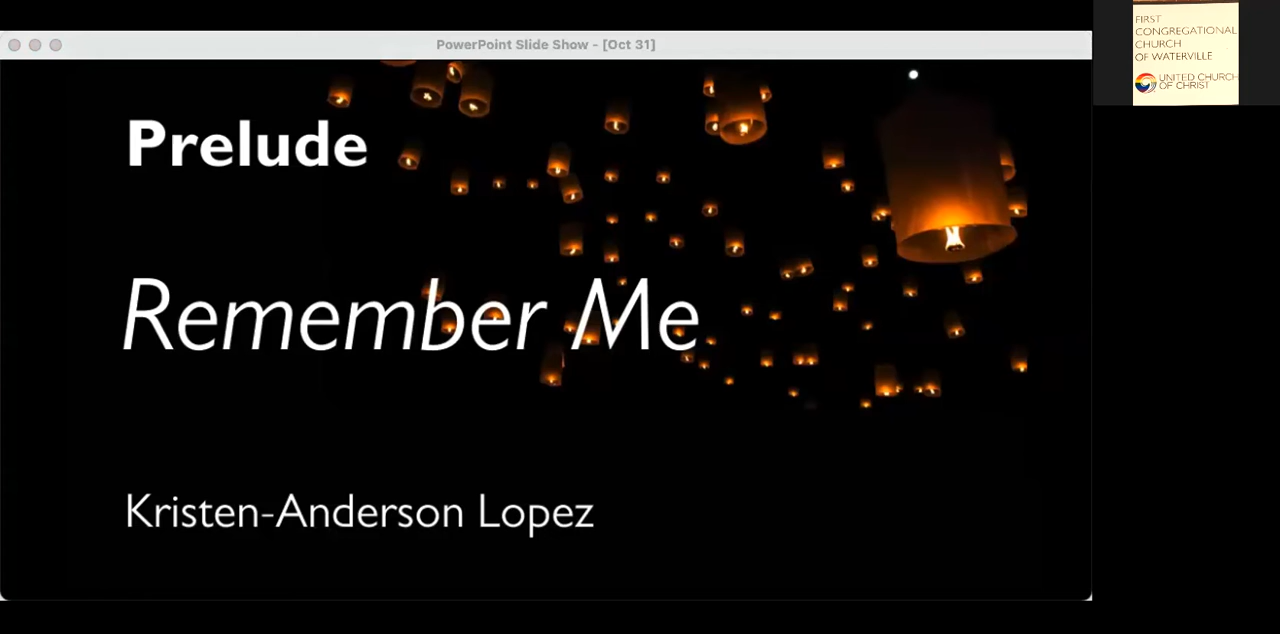 PowerPoint Slide Show - [Oct 31]
Prelude
Remember Me
Kristen-Anderson Lopez
FIRST
CONGREGATIONAL
CHURCH
OF WATERVILLE
UNITED CHURCH
OF CHRIST